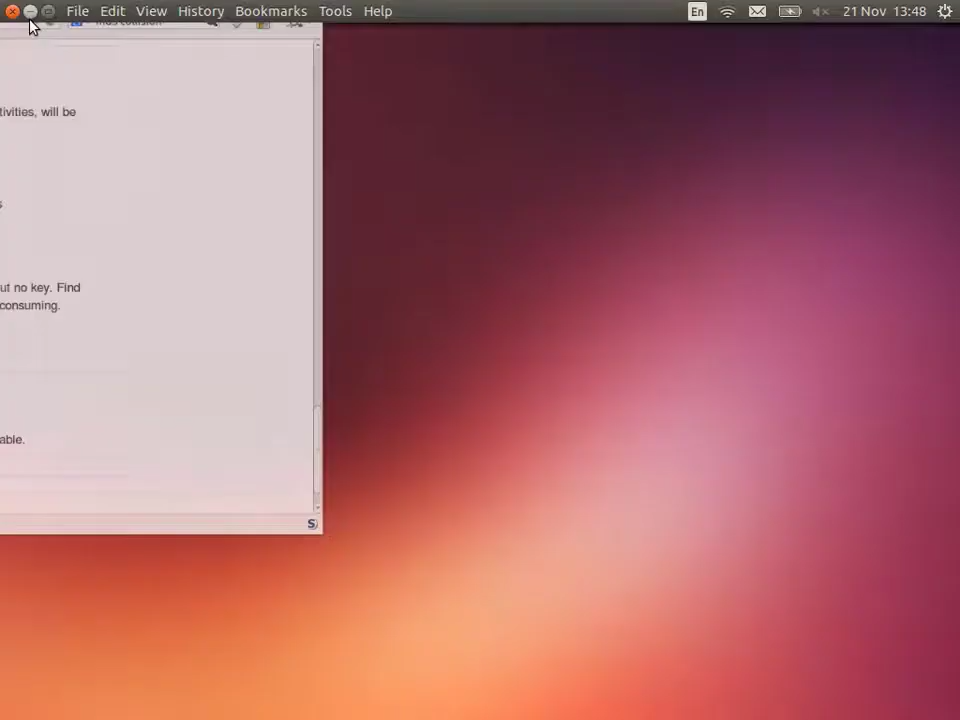 File Edit View History Bookmarks Tools Help En 21 Nov 13:48
tivities, will be
s
ut no key. Find
consuming.
able.
S